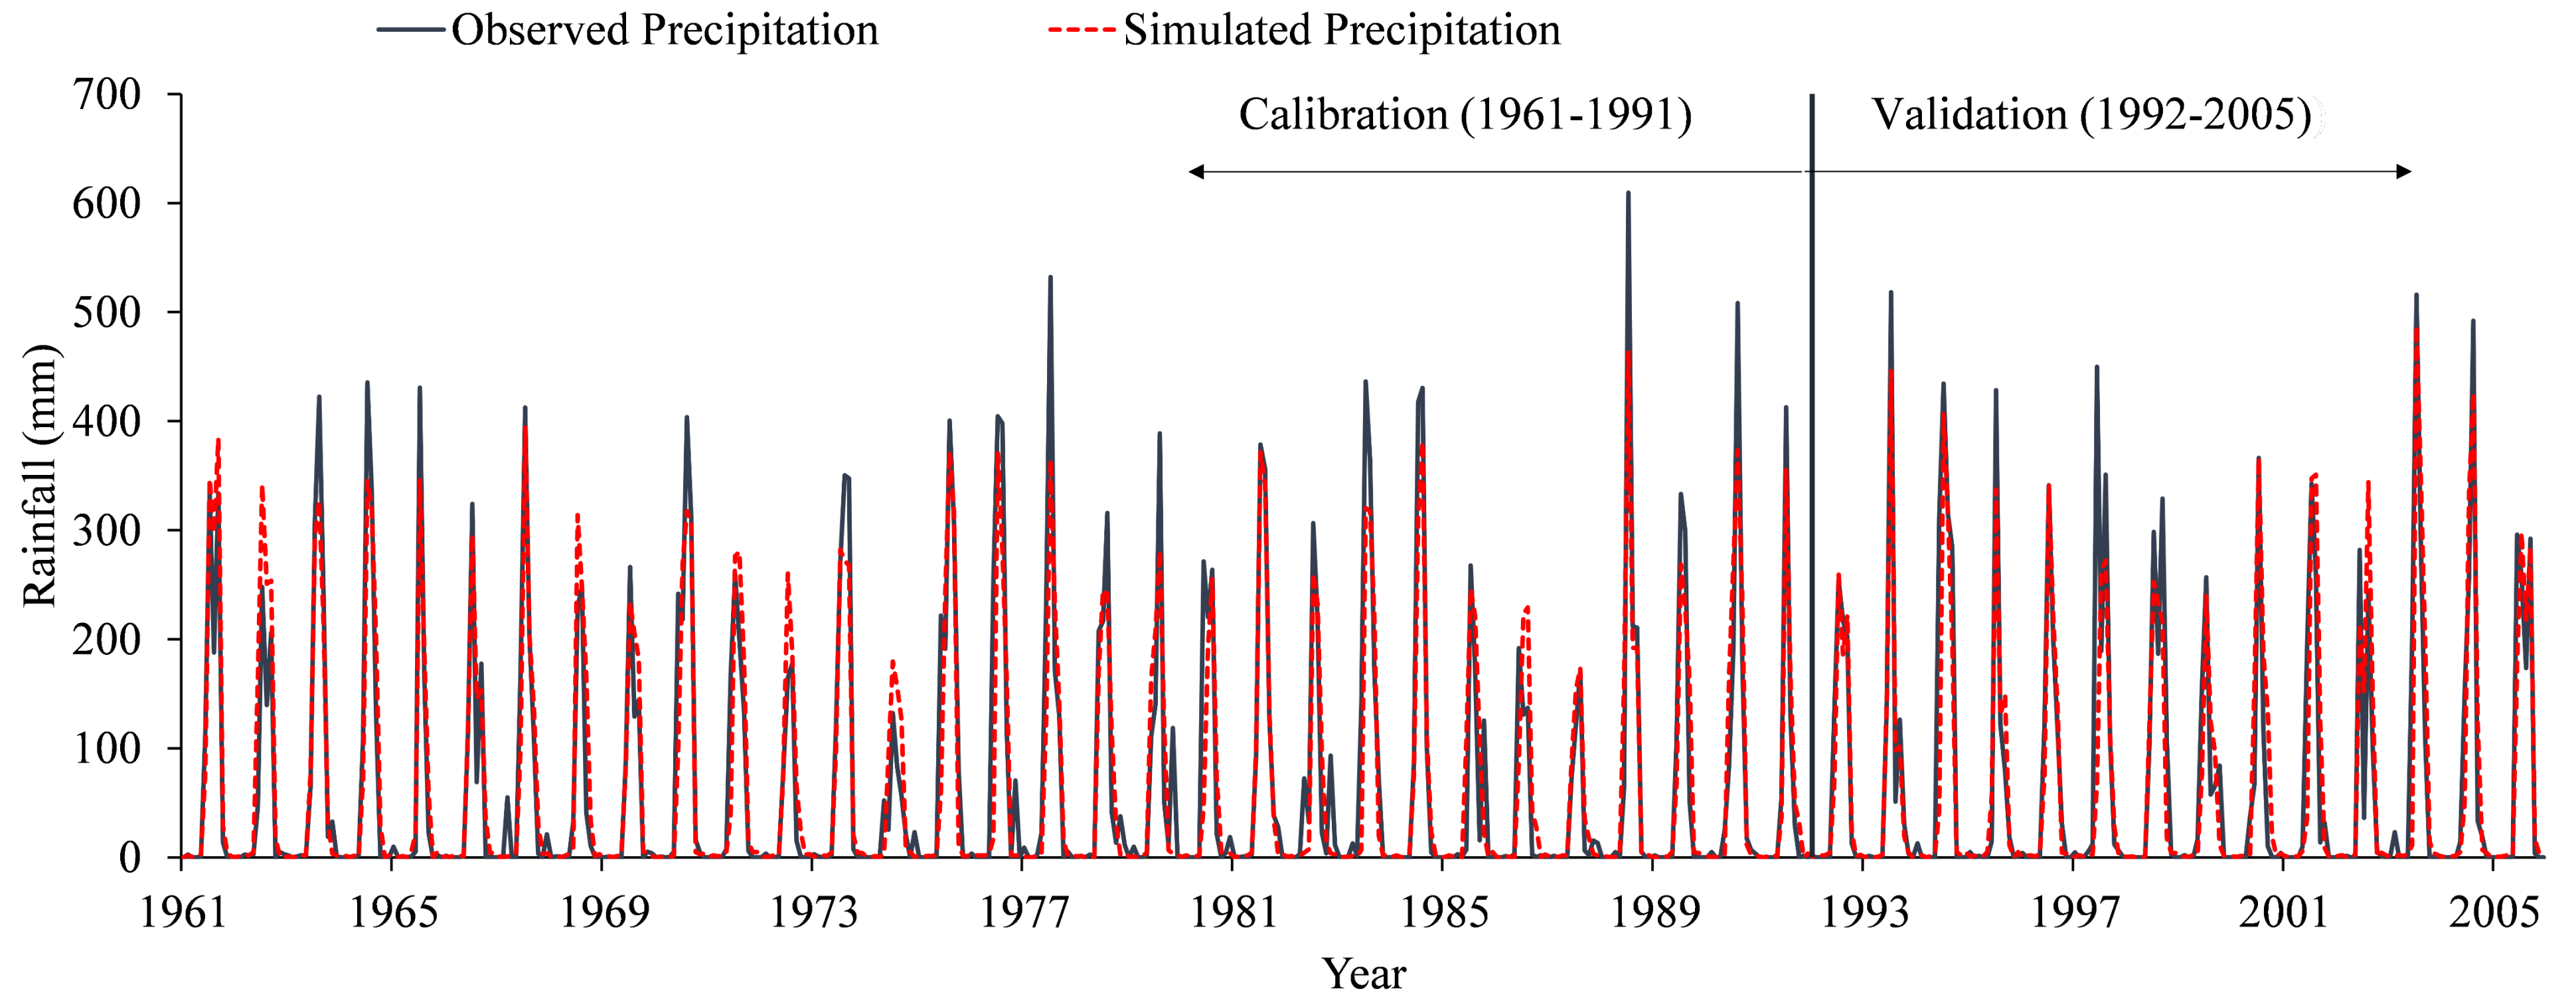 Observed Precipitation Simulated Precipitation
700
Calibration (1961-1991) Validation (1992-2005)
600
500
400
300
200
100
0
Rainfall (mm)
1961 1965 1969 1973 1977 1981 1985 1989 1993 1997 2001 2005
Year